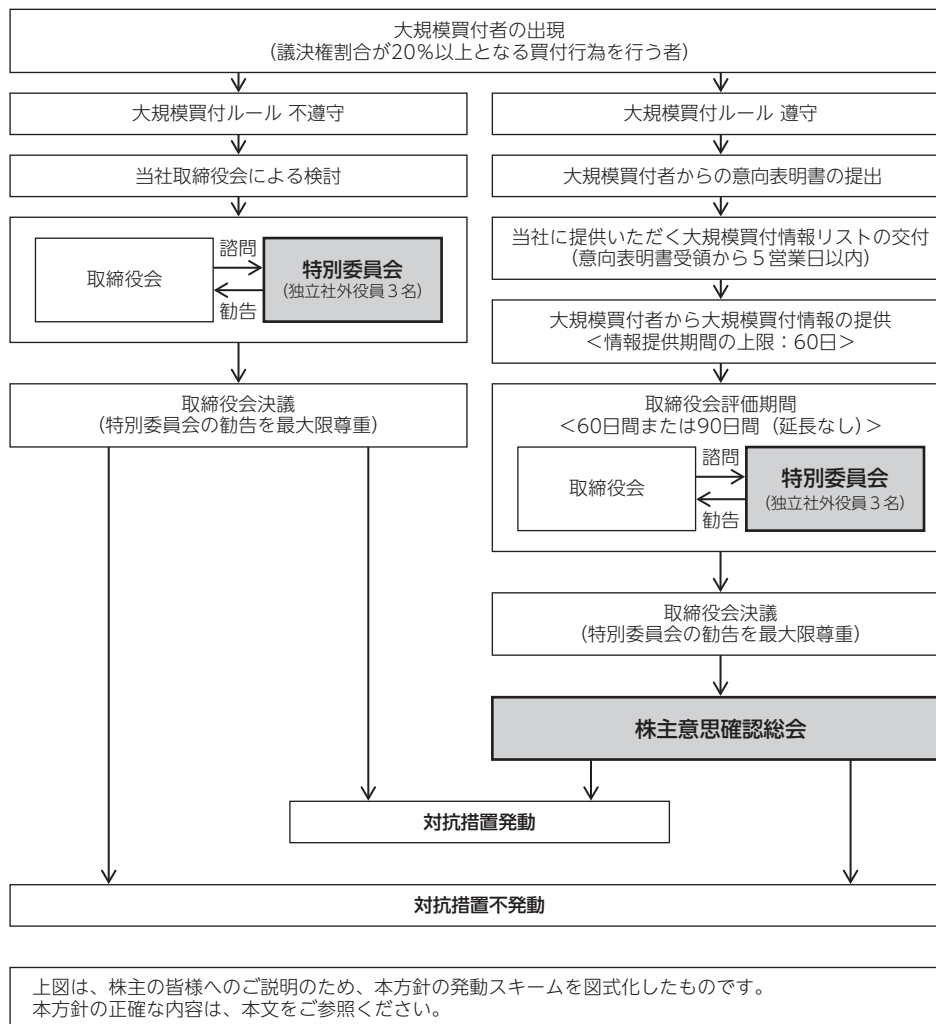 大規模買付者の出現
(議決権割合が20%以上となる買付行為を行う者)
大規模買付ルール 不遵守
当社取締役会による検討
取締役会
諮問
勧告
特別委員会
(独立社外役員3名)
取締役会決議
(特別委員会の勧告を最大限尊重)
大規模買付ルール 遵守
大規模買付者からの意向表明書の提出
当社に提供いただく大規模買付情報リストの交付
(意向表明書受領から5営業日以内)
大規模買付者から大規模買付情報の提供
<情報提供期間の上限:60日>
取締役会評価期間
<60日間または90日間(延長なし)>
取締役会
諮問
勧告
特別委員会
(独立社外役員3名)
取締役会決議
(特別委員会の勧告を最大限尊重)
株主意思確認総会
対抗措置発動
対抗措置不発動
上図は、株主の皆様へのご説明のため、本方針の発動スキームを図式化したものです。
本方針の正確な内容は、本文をご参照ください。